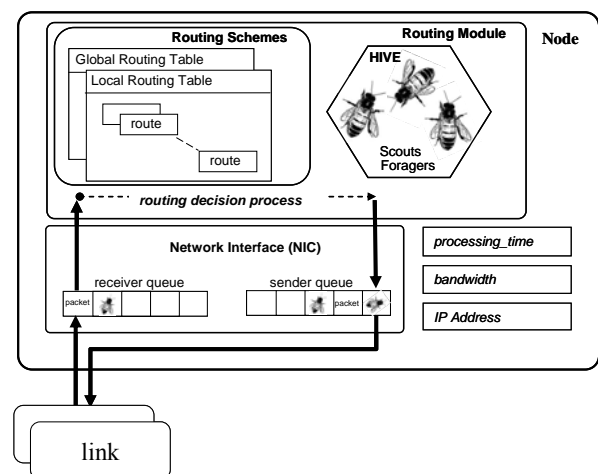 Node
Routing Schemes
Routing Module
Global Routing Table
Local Routing Table
route
route
HIVE
Scouts
Foragers
routing decision process
Network Interface (NIC)
receiver queue
sender queue
packet
packet
processing_time
bandwidth
IP Address
link